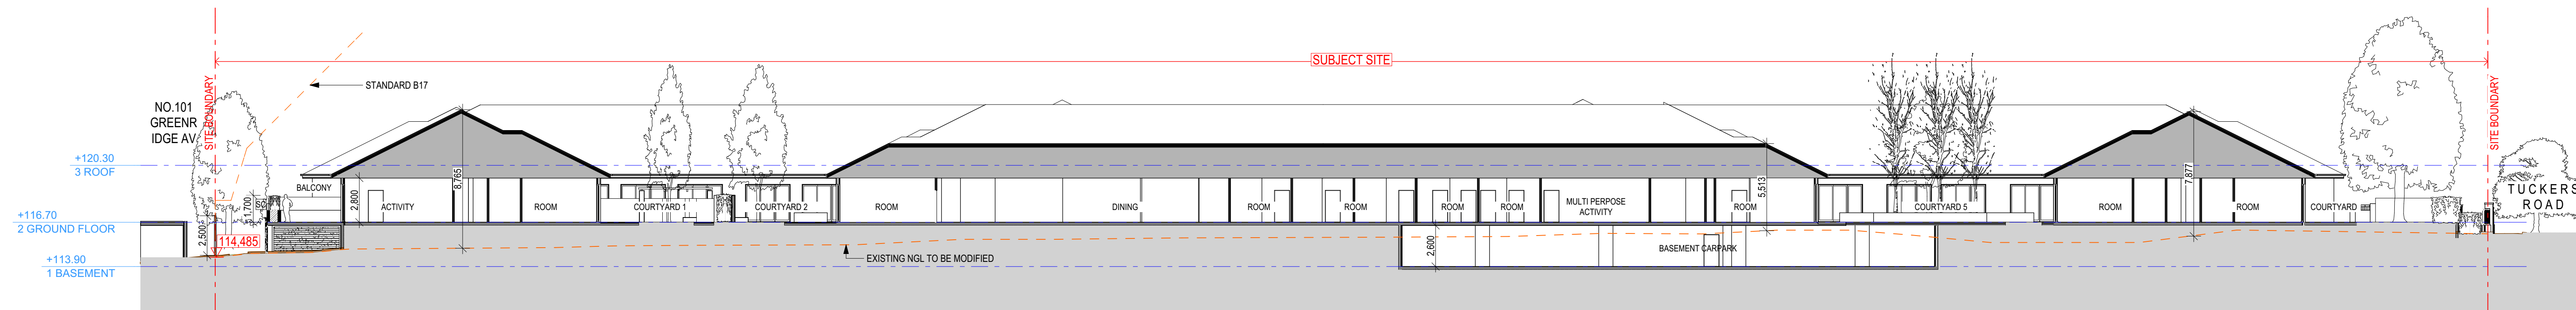 SUBJECT SITE
STANDARD B17
SITE BOUNDARY
SITE BOUNDARY
NO.101
GREENR
IDGE AV
+120.30
3 ROOF
+116.70
2 GROUND FLOOR
+113.90
1 BASEMENT
114,485
2,500
1,700
BALCONY
2,800
ACTIVITY
8,765
ROOM
COURTYARD 1
COURTYARD 2
ROOM
DINING
ROOM
ROOM
ROOM
ROOM
MULTI PERPOSE
ACTIVITY
ROOM
5,513
COURTYARD 5
ROOM
7,877
ROOM
COURTYARD
TUCKERS
ROAD
2,600
BASEMENT CARPARK
EXISTING NGL TO BE MODIFIED